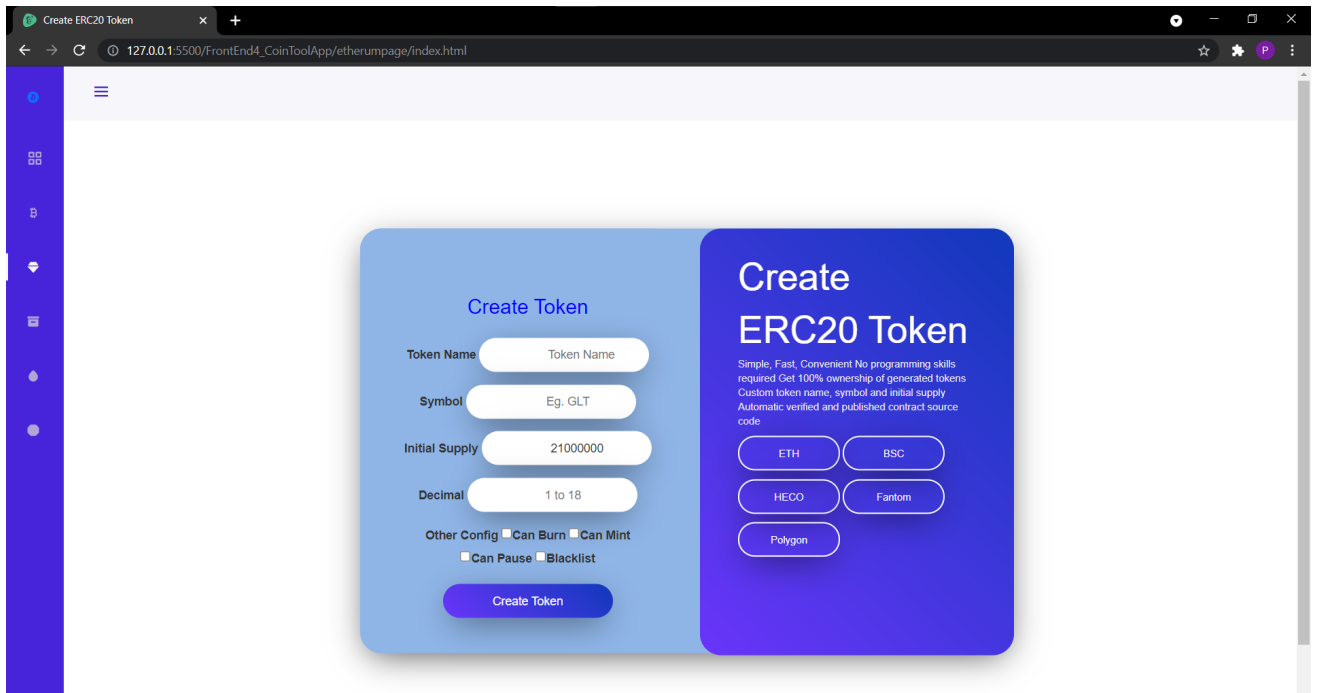 Create ERC20 Token
127.0.0.1:5500/FrontEnd4_CoinToolApp/etherumpage/index.html
P
Create Token
Token Name Token Name
Symbol Eg. GLT
Initial Supply 21000000
Decimal 1 to 18
Other Config Can Burn Can Mint
Can Pause Blacklist
Create Token
Create
ERC20 Token
Simple, Fast, Convenient No programming skills
required Get 100% ownership of generated tokens
Custom token name, symbol and initial supply
Automatic verified and published contract source
code
ETH BSC
HECO Fantom
Polygon